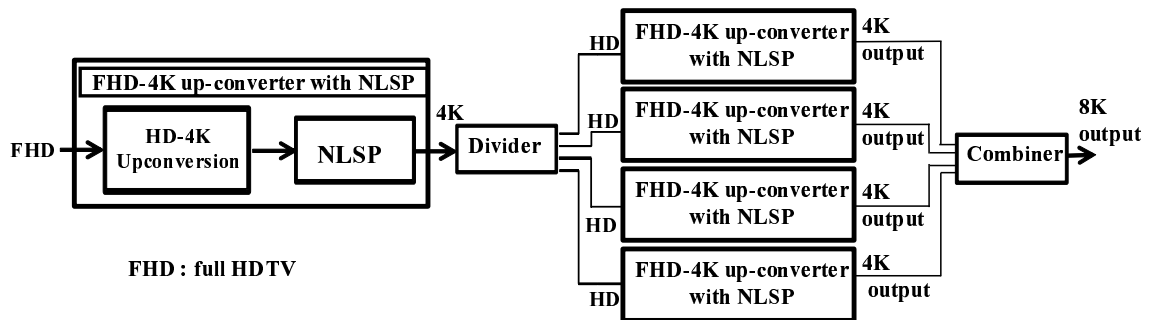 FHD
FHD-4K up-converter with NLSP
HD-4K
Upconversion
NLSP
4K
Divider
HD
HD
HD
HD
FHD-4K up-converter
with NLSP
4K
output
FHD-4K up-converter
with NLSP
4K
output
FHD-4K up-converter
with NLSP
4K
output
FHD-4K up-converter
with NLSP
4K
output
Combiner
8K
output
FHD : full HDTV